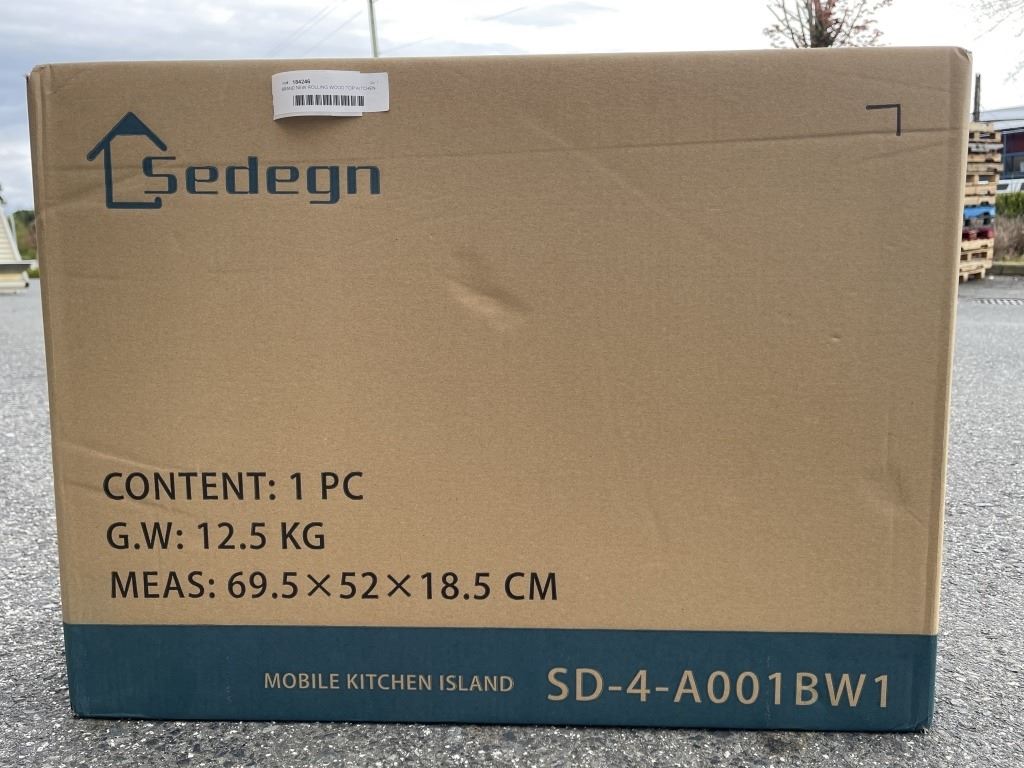 184246
BRAND NEW ROLLING WOOD TOP KITCHEN
Sedegn
CONTENT: 1 PC
G.W: 12.5 KG
MEAS: 69.5×52×18.5 CM
MOBILE KITCHEN ISLAND SD-4-A001BW1